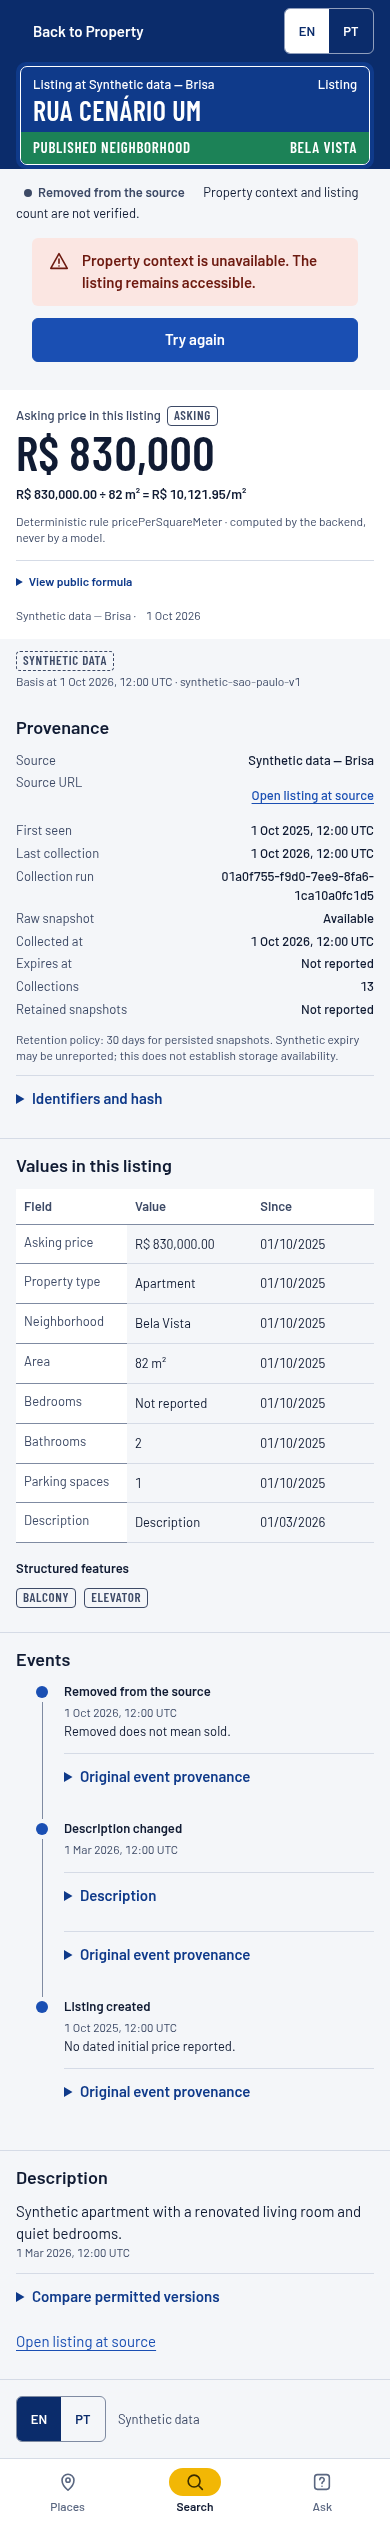 Back to Property
EN PT
Listing at Synthetic data — Brisa Listing
RUA CENÁRIO UM
PUBLISHED NEIGHBORHOOD BELA VISTA
Removed from the source Property context and listing
count are not verified.
Property context is unavailable. The
listing remains accessible.
Try again
Asking price in this listing ASKING
R$ 830,000
R$ 830,000.00 ÷ 82 m² = R$ 10,121.95/m²
Deterministic rule pricePerSquareMeter · computed by the backend,
never by a model.
View public formula
Synthetic data — Brisa · 1 Oct 2026
SYNTHETIC DATA
Basis at 1 Oct 2026, 12:00 UTC · synthetic-sao-paulo-v1
Provenance
Source Synthetic data — Brisa
Source URL
Open listing at source
First seen 1 Oct 2025, 12:00 UTC
Last collection 1 Oct 2026, 12:00 UTC
Collection run 01a0f755-f9d0-7ee9-8fa6-
1ca10a0fc1d5
Raw snapshot Available
Collected at 1 Oct 2026, 12:00 UTC
Expires at Not reported
Collections 13
Retained snapshots Not reported
Retention policy: 30 days for persisted snapshots. Synthetic expiry
may be unreported; this does not establish storage availability.
Identifiers and hash
Values in this listing
Field Value Since
Asking price R$ 830,000.00 01/10/2025
Property type Apartment 01/10/2025
Neighborhood Bela Vista 01/10/2025
Area 82 m² 01/10/2025
Bedrooms Not reported 01/10/2025
Bathrooms 2 01/10/2025
Parking spaces 1 01/10/2025
Description Description 01/03/2026
Structured features
BALCONY ELEVATOR
Events
Removed from the source
1 Oct 2026, 12:00 UTC
Removed does not mean sold.
Original event provenance
Description changed
1 Mar 2026, 12:00 UTC
Description
Original event provenance
Listing created
1 Oct 2025, 12:00 UTC
No dated initial price reported.
Original event provenance
Description
Synthetic apartment with a renovated living room and
quiet bedrooms.
1 Mar 2026, 12:00 UTC
Compare permitted versions
Open listing at source
EN PT Synthetic data
Places Search Ask